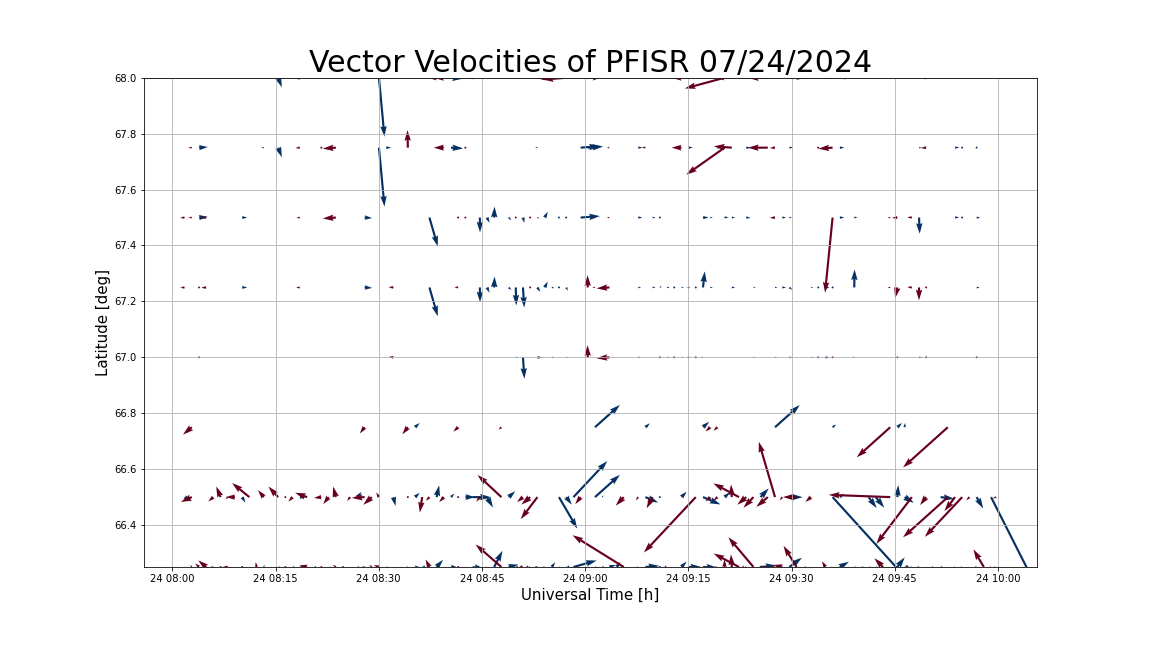 Vector Velocities of PFISR 07/24/2024
68.0
67.8
67.6
67.4
67.2
67.0
66.8
66.6
66.4
Latitude [deg]
24 08:00 24 08:15 24 08:30 24 08:45 24 09:00 24 09:15 24 09:30 24 09:45 24 10:00
Universal Time [h]